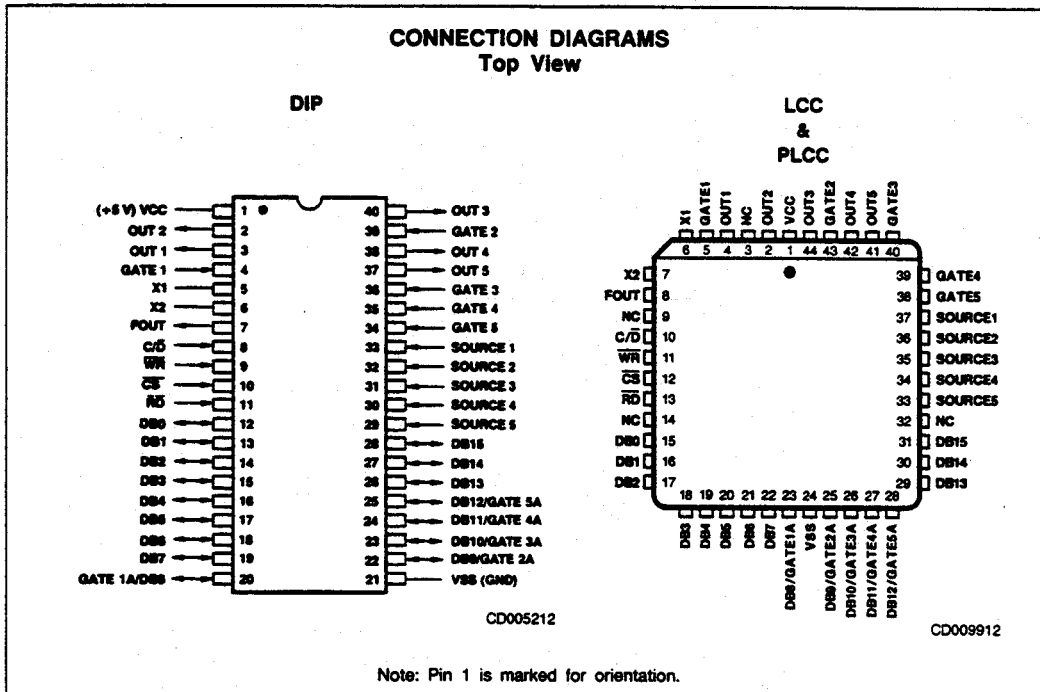 CONNECTION DIAGRAMS
Top View
DIP
(+5 V) VCC 1
OUT 2 2
OUT 1 3
GATE 1 4
X1 5
X2 6
FOUT 7
C/D̅ 8
W̅R̅ 9
C̅S̅ 10
R̅D̅ 11
DB0 12
DB1 13
DB2 14
DB3 15
DB4 16
DB5 17
DB6 18
DB7 19
GATE 1A/DB8 20
40 OUT 3
39 GATE 2
38 OUT 4
37 OUT 5
36 GATE 3
35 GATE 4
34 GATE 5
33 SOURCE 1
32 SOURCE 2
31 SOURCE 3
30 SOURCE 4
29 SOURCE 5
28 DB15
27 DB14
26 DB13
25 DB12/GATE 5A
24 DB11/GATE 4A
23 DB10/GATE 3A
22 DB9/GATE 2A
21 VSS (GND)
CD005212
LCC
&
PLCC
X1 6
GATE1 5
OUT1 4
NC 3
OUT2 2
VCC 1
OUT3 44
GATE2 43
OUT4 42
OUT5 41
GATE3 40
X2 7
FOUT 8
NC 9
C/D̅ 10
W̅R̅ 11
C̅S̅ 12
R̅D̅ 13
NC 14
DB0 15
DB1 16
DB2 17
39 GATE4
38 GATE5
37 SOURCE1
36 SOURCE2
35 SOURCE3
34 SOURCE4
33 SOURCE5
32 NC
31 DB15
30 DB14
29 DB13
18 DB3
19 DB4
20 DB5
21 DB6
22 DB7
23 DB8/GATE1A
24 VSS
25 DB9/GATE2A
26 DB10/GATE3A
27 DB11/GATE4A
28 DB12/GATE5A
CD009912
Note: Pin 1 is marked for orientation.